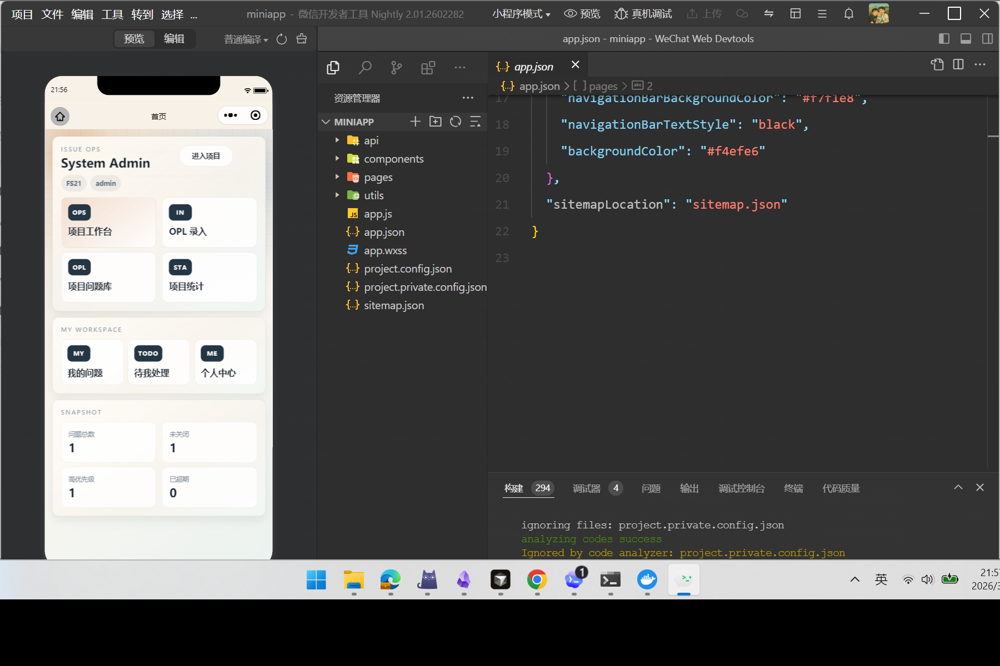 项目 文件 编辑 工具 转到 选择 ... miniapp - 微信开发者工具 Nightly 2.01.2602282 小程序模式 预览 真机调试 上传
预览 编辑 普通编译
app.json - miniapp - WeChat Web Devtools
21:56
首页
ISSUE OPS
System Admin
进入项目
FS21 admin
OPS
项目工作台
IN
OPL 录入
OPL
项目问题库
STA
项目统计
MY WORKSPACE
MY
我的问题
TODO
待我处理
ME
个人中心
SNAPSHOT
问题总数
1
未关闭
1
高优先级
1
已超期
0
资源管理器
MINIAPP
api
components
pages
utils
JS app.js
{..} app.json
app.wxss
{..} project.config.json
{..} project.private.config.json
{..} sitemap.json
{..} app.json
{..} app.json > [ ] pages > abc 2
17 "navigationBarBackgroundColor": "#f7f1e8",
18 "navigationBarTextStyle": "black",
19 "backgroundColor": "#f4efe6"
20 },
21 "sitemapLocation": "sitemap.json"
22 }
23
构建 294 调试器 4 问题 输出 调试控制台 终端 代码质量
ignoring files: project.private.config.json
analyzing codes success
Ignored by code analyzer: project.private.config.json
1
英
21:57
2026/3